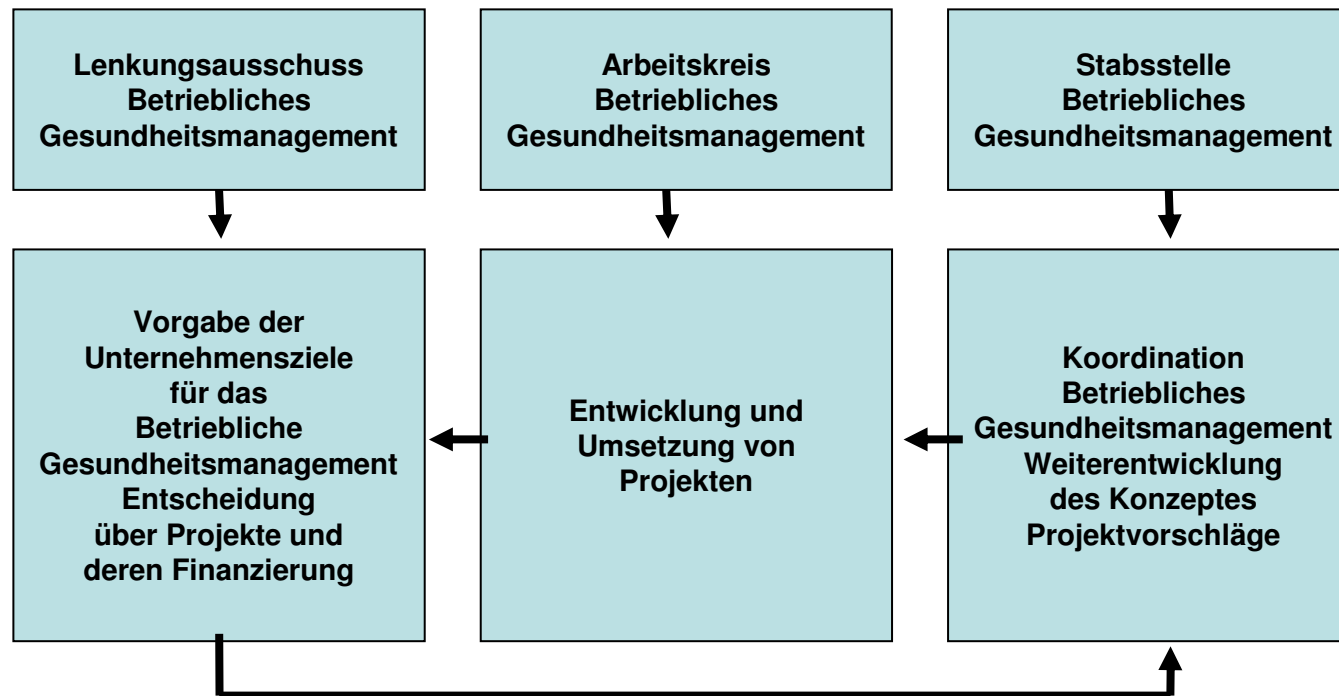 Lenkungsausschuss
Betriebliches
Gesundheitsmanagement
Arbeitskreis
Betriebliches
Gesundheitsmanagement
Stabsstelle
Betriebliches
Gesundheitsmanagement
Vorgabe der
Unternehmensziele
für das
Betriebliche
Gesundheitsmanagement
Entscheidung
über Projekte und
deren Finanzierung
Entwicklung und
Umsetzung von
Projekten
Koordination
Betriebliches
Gesundheitsmanagement
Weiterentwicklung
des Konzeptes
Projektvorschläge